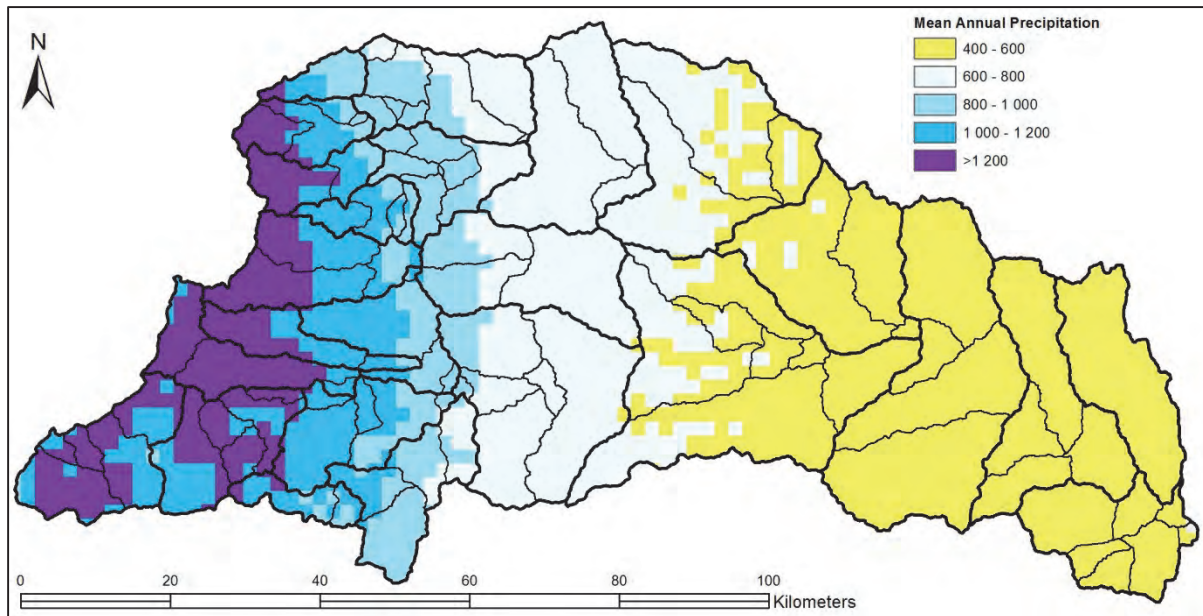 Mean Annual Precipitation
N
400 - 600
600 - 800
800 - 1 000
1 000 - 1 200
>1 200
0 20 40 60 80 100
Kilometers